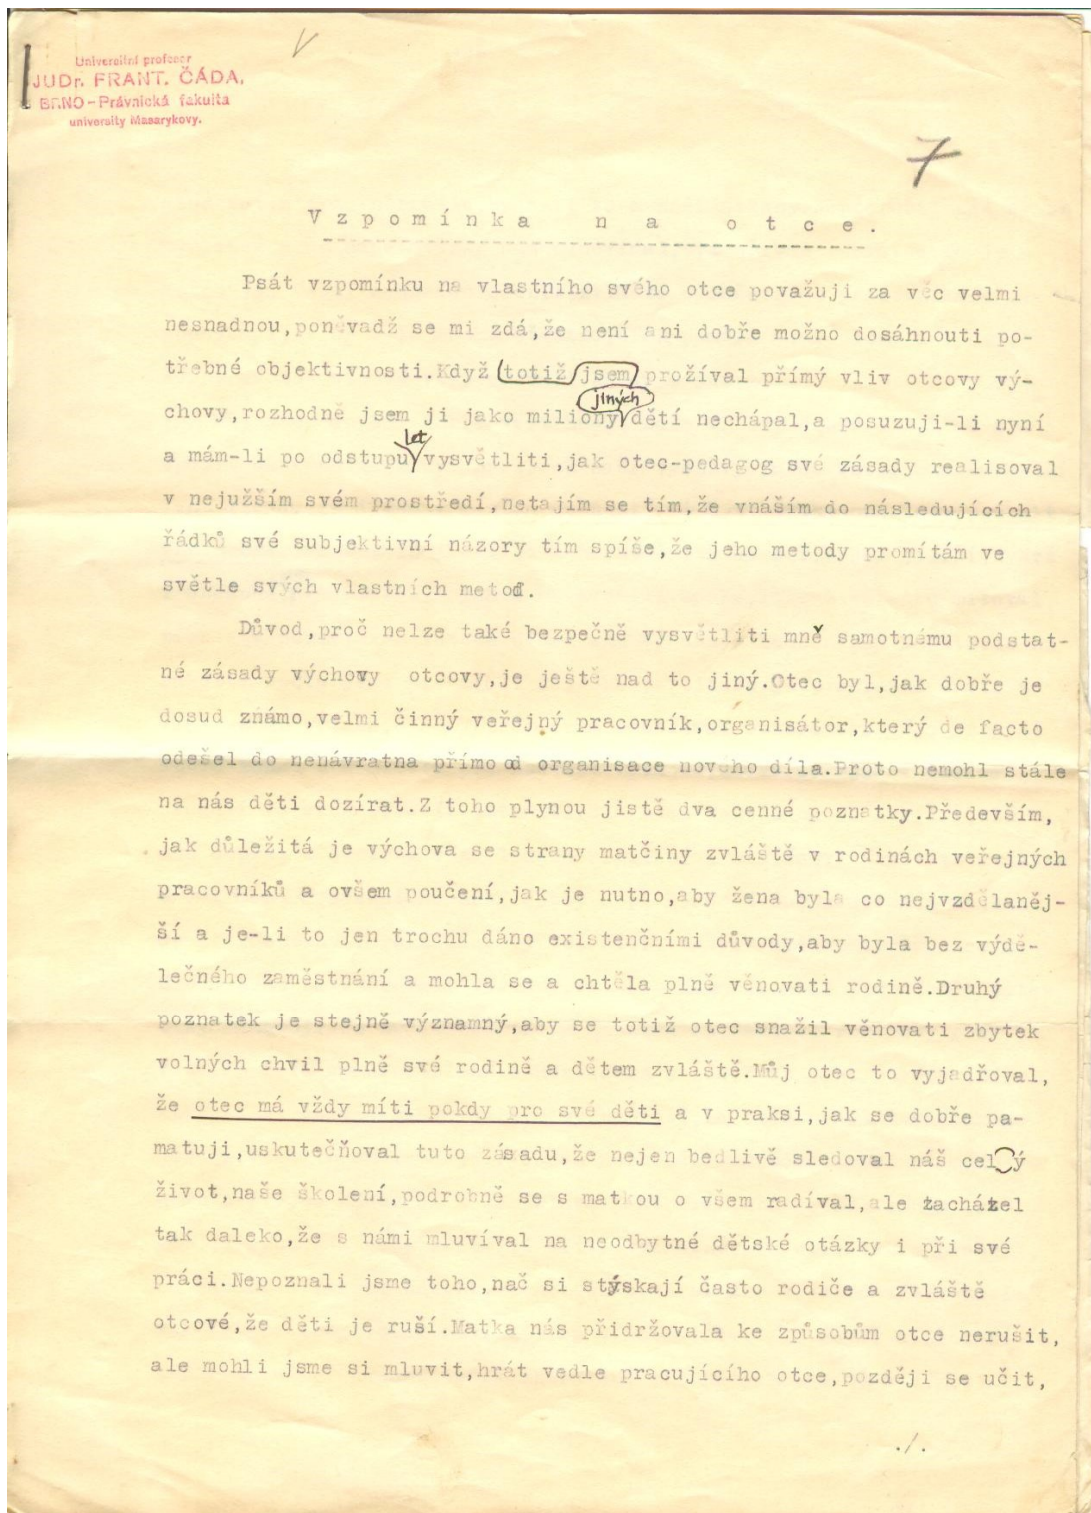 Universitní profesor
JUDr. FRANT. ČÁDA,
BRNO-Právnická fakulta
university Masarykovy.
7
Vzpomínka na otce.
Psát vzpomínku na vlastního svého otce považuji za věc velmi
nesnadnou,poněvadž se mi zdá,že není ani dobře možno dosáhnouti po-
třebné objektivnosti.Když totiž jsem prožíval přímý vliv otcovy vý-
chovy,rozhodně jsem ji jako miliony jiných dětí nechápal,a posuzuji-li nyní
a mám-li po odstupu let vysvětliti,jak otec-pedagog své zásady realisoval
v nejužším svém prostředí,netajím se tím,že vnáším do následujících
řádků své subjektivní názory tím spíše,že jeho metody promítám ve
světle svých vlastních metod.
Důvod,proč nelze také bezpečně vysvětliti mně samotnému podstat-
né zásady výchovy otcovy,je ještě nad to jiný.Otec byl,jak dobře je
dosud známo,velmi činný veřejný pracovník,organisátor,který de facto
odešel do nenávratna přímo od organisace nového díla.Proto nemohl stále
na nás děti dozírat.Z toho plynou jistě dva cenné poznatky.Především,
jak důležitá je výchova se strany matčiny zvláště v rodinách veřejných
pracovníků a ovšem poučení,jak je nutno,aby žena byla co nejvzdělaněj-
ší a je-li to jen trochu dáno existenčními důvody,aby byla bez výdě-
lečného zaměstnání a mohla se a chtěla plně věnovati rodině.Druhý
poznatek je stejně významný,aby se totiž otec snažil věnovati zbytek
volných chvil plně své rodině a dětem zvláště.Můj otec to vyjadřoval,
že otec má vždy míti pokdy pro své děti a v praksi,jak se dobře pa-
matuji,uskutečňoval tuto zásadu,že nejen bedlivě sledoval náš celý
život,naše školení,podrobně se s matkou o všem radíval,ale zacházel
tak daleko,že s námi mluvíval na neodbytné dětské otázky i při své
práci.Nepoznali jsme toho,nač si stýskají často rodiče a zvláště
otcové,že děti je ruší.Matka nás přidržovala ke způsobům otce nerušit,
ale mohli jsme si mluvit,hrát vedle pracujícího otce,později se učit,
./.